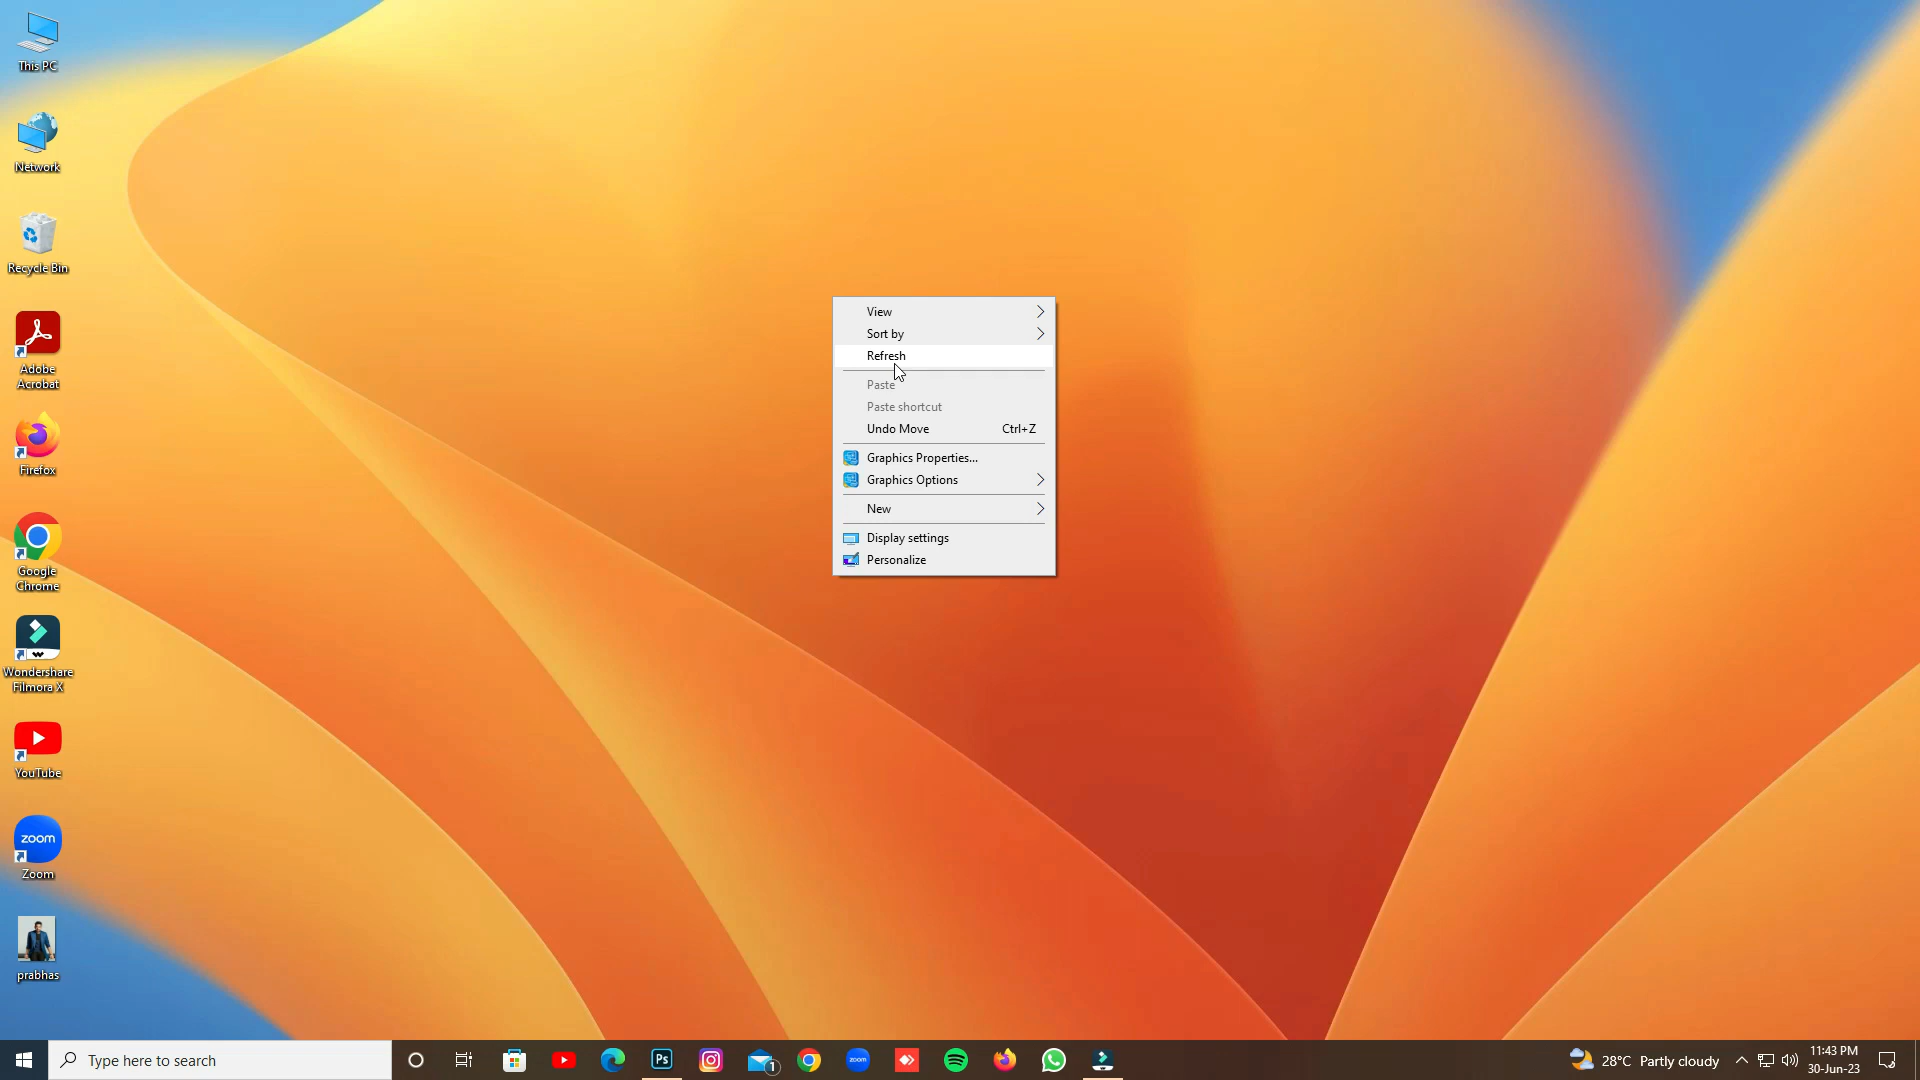 This PC
Network
Recycle Bin
Adobe
Acrobat
Firefox
Google
Chrome
Wondershare
Filmora X
YouTube
zoom
Zoom
prabhas
View
Sort by
Refresh
Paste
Paste shortcut
Undo Move Ctrl+Z
Graphics Properties...
Graphics Options
New
Display settings
Personalize
Type here to search
Ps
1
zoom
28°C Partly cloudy
11:43 PM
30-Jun-23